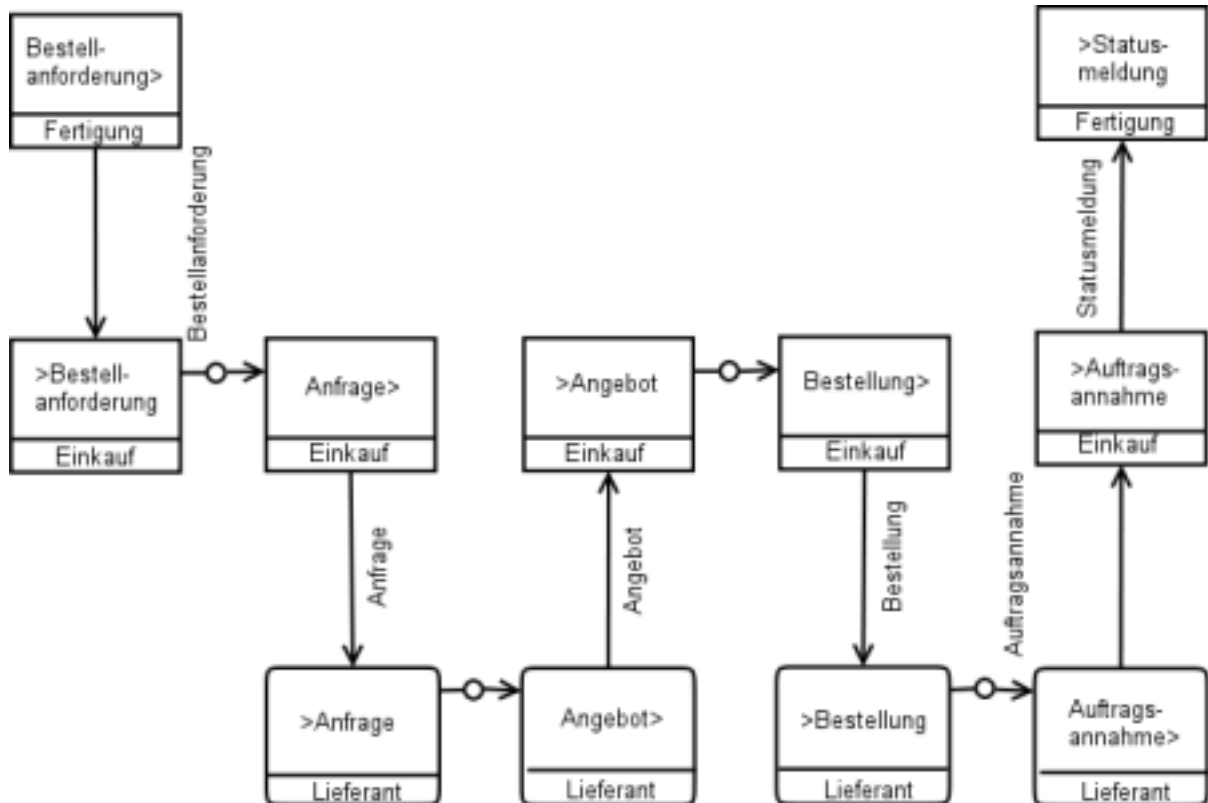 Bestell-
anforderung>
Fertigung
Bestellanforderung
>Status-
meldung
Fertigung
Statusmeldung
>Bestell-
anforderung
Einkauf
Anfrage>
Einkauf
>Angebot
Einkauf
Bestellung>
Einkauf
>Auftrags-
annahme
Einkauf
Anfrage
Angebot
Bestellung
Auftragsannahme
>Anfrage
Lieferant
Angebot>
Lieferant
>Bestellung
Lieferant
Auftrags-
annahme>
Lieferant